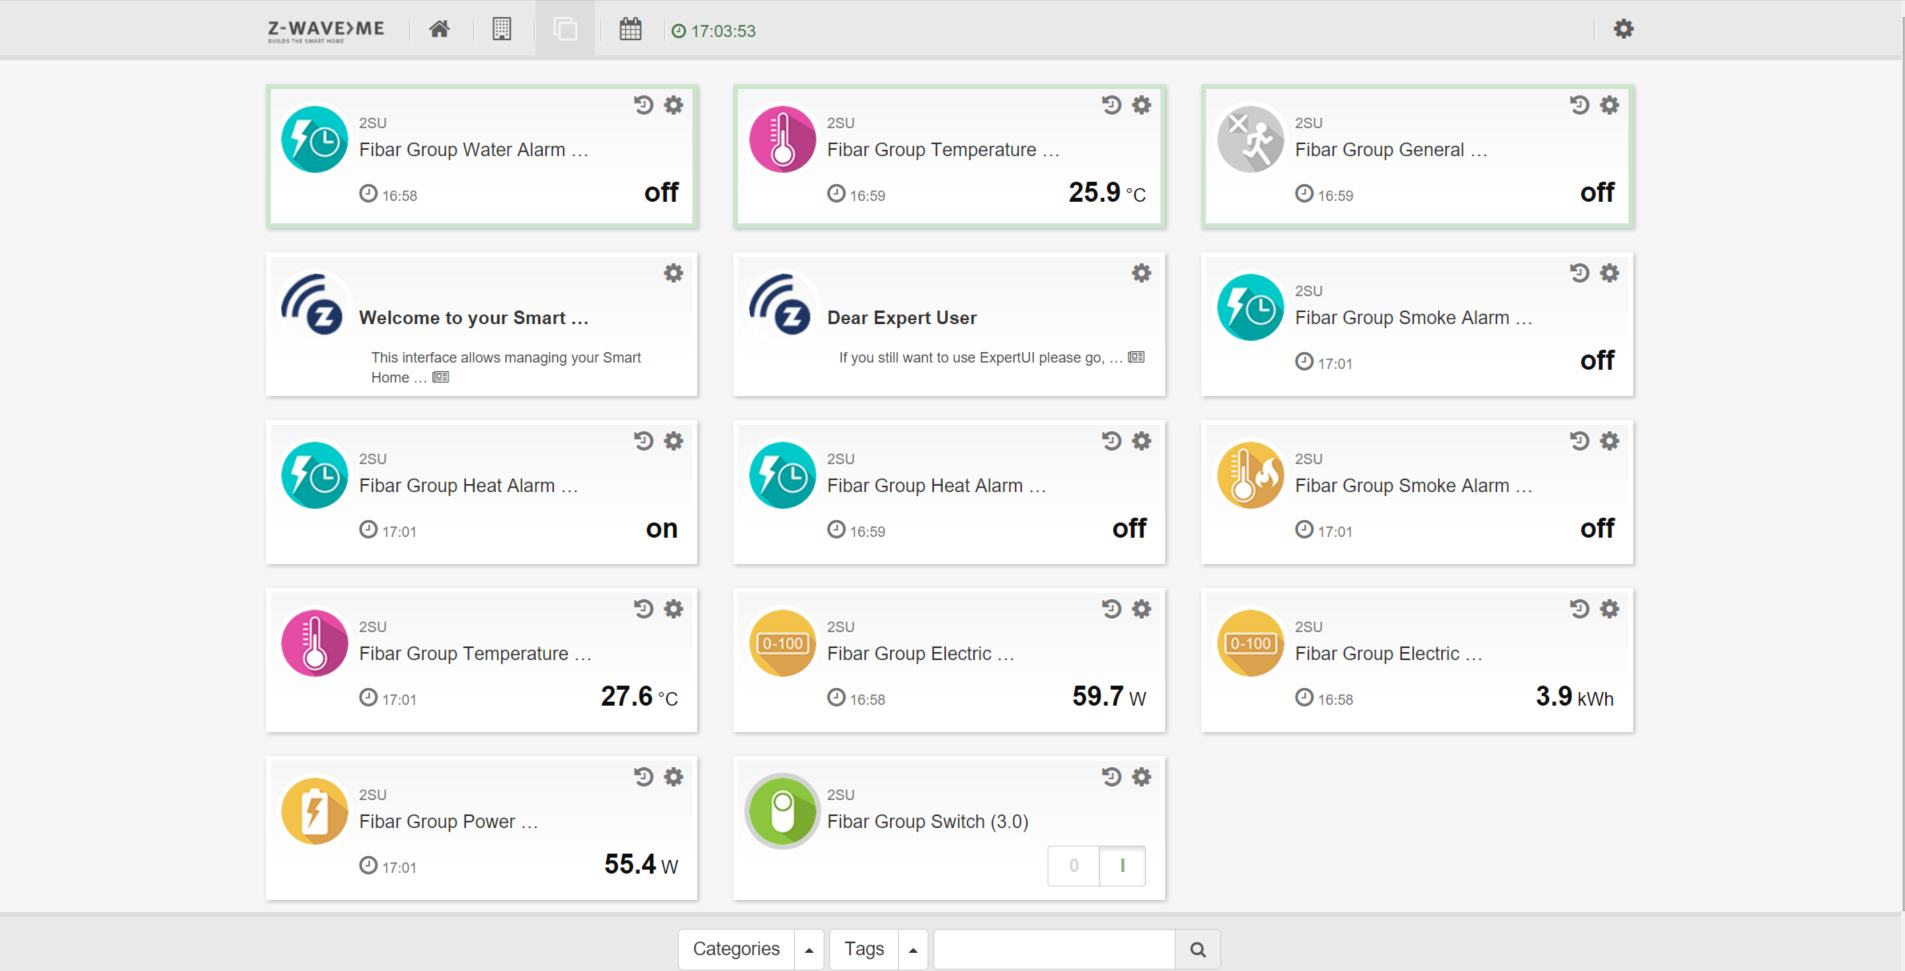 Z-WAVE>ME
BUILDS THE SMART HOME
17:03:53
2SU
Fibar Group Water Alarm ...
16:58
off
2SU
Fibar Group Temperature ...
16:59
25.9 °C
2SU
Fibar Group General ...
16:59
off
Z
Welcome to your Smart ...
This interface allows managing your Smart
Home ...
Z
Dear Expert User
If you still want to use ExpertUI please go, ...
2SU
Fibar Group Smoke Alarm ...
17:01
off
2SU
Fibar Group Heat Alarm ...
17:01
on
2SU
Fibar Group Heat Alarm ...
16:59
off
2SU
Fibar Group Smoke Alarm ...
17:01
off
2SU
Fibar Group Temperature ...
17:01
27.6 °C
0-100
2SU
Fibar Group Electric ...
16:58
59.7 W
0-100
2SU
Fibar Group Electric ...
16:58
3.9 kWh
2SU
Fibar Group Power ...
17:01
55.4 W
2SU
Fibar Group Switch (3.0)
0 I
Categories Tags